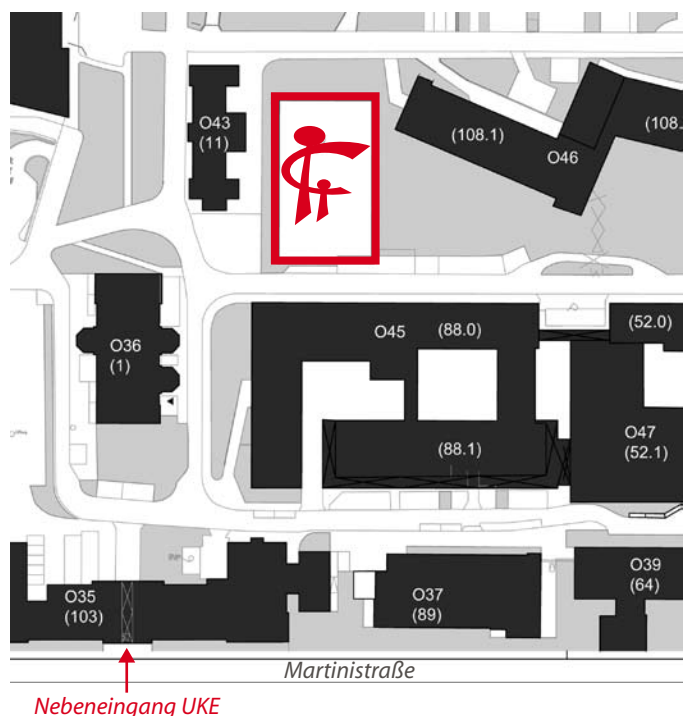 O43
(11)
(108.1)
O46
(108.
O36
(1)
O45
(88.0)
(52.0)
(88.1)
O47
(52.1)
O35
(103)
O37
(89)
O39
(64)
Martinistraße
Nebeneingang UKE